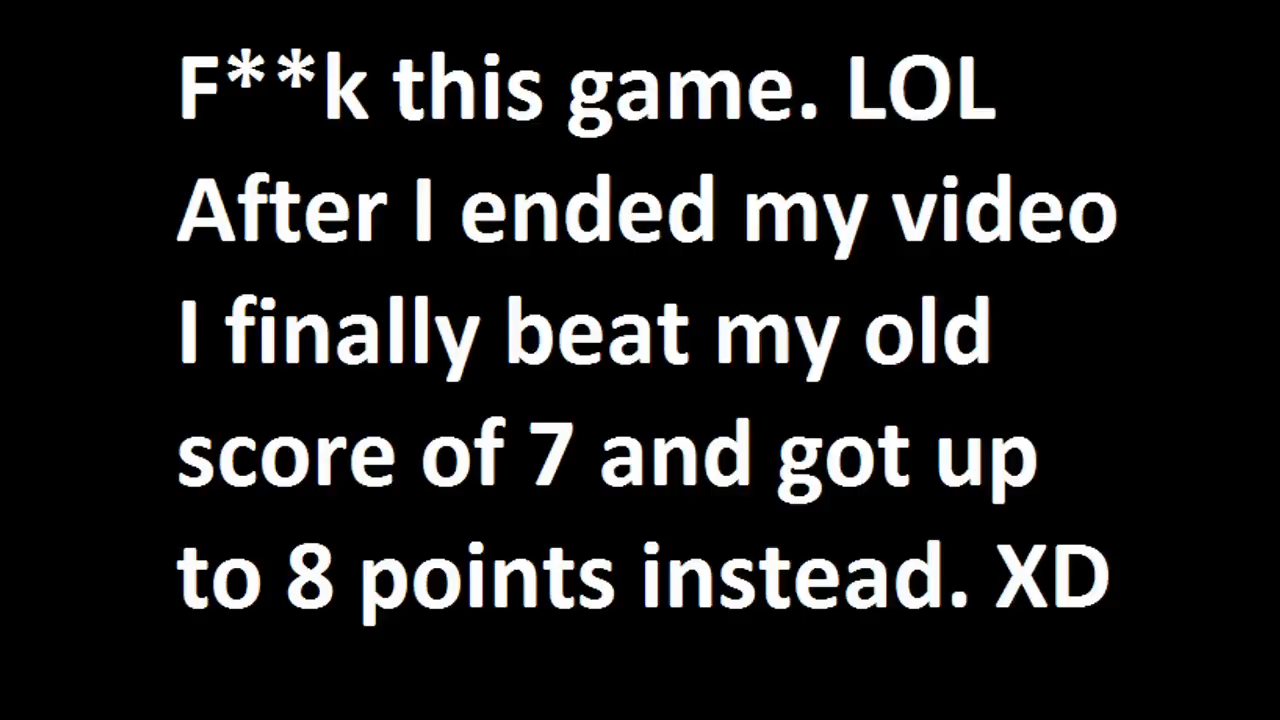 F**k this game. LOL
After I ended my video
I finally beat my old
score of 7 and got up
to 8 points instead. XD